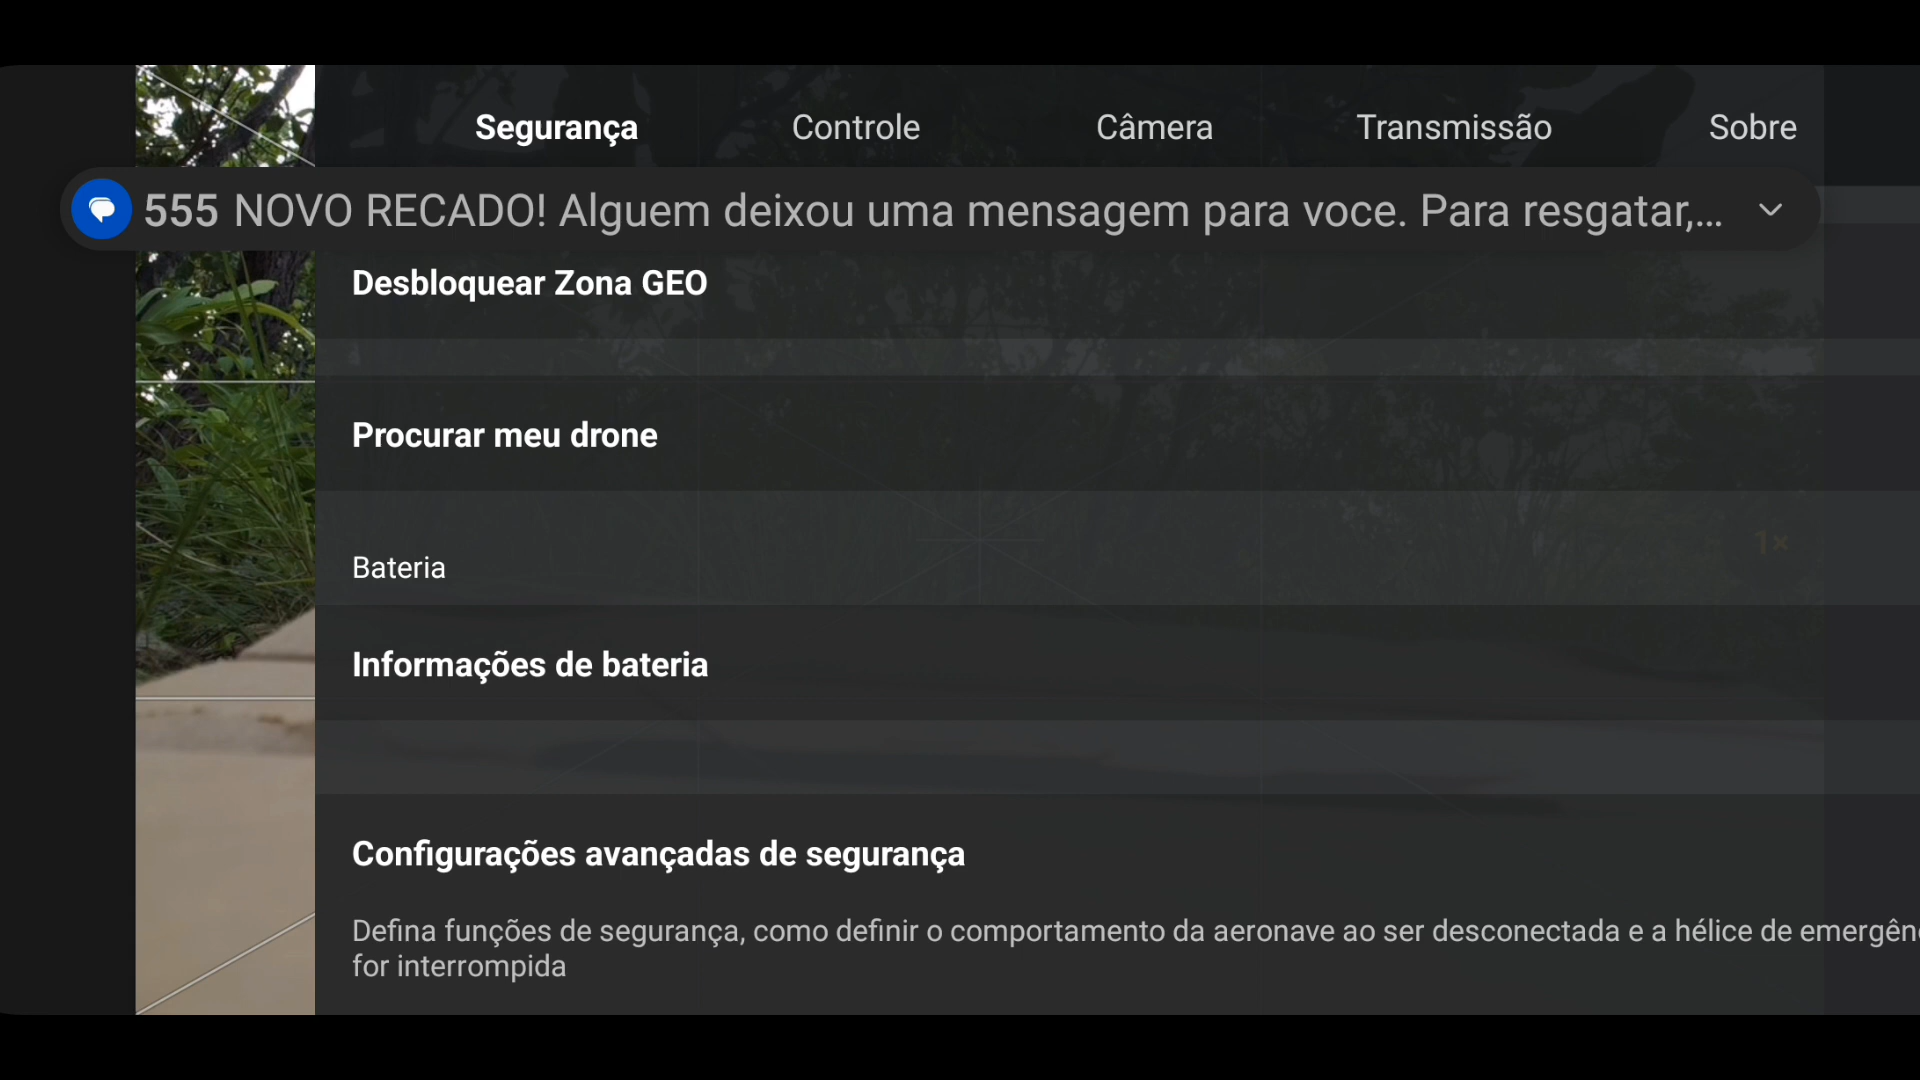 Segurança Controle Câmera Transmissão Sobre
555 NOVO RECADO! Alguem deixou uma mensagem para voce. Para resgatar,...
Desbloquear Zona GEO
Procurar meu drone
1×
Bateria
Informações de bateria
Configurações avançadas de segurança
Defina funções de segurança, como definir o comportamento da aeronave ao ser desconectada e a hélice de
for interrompida